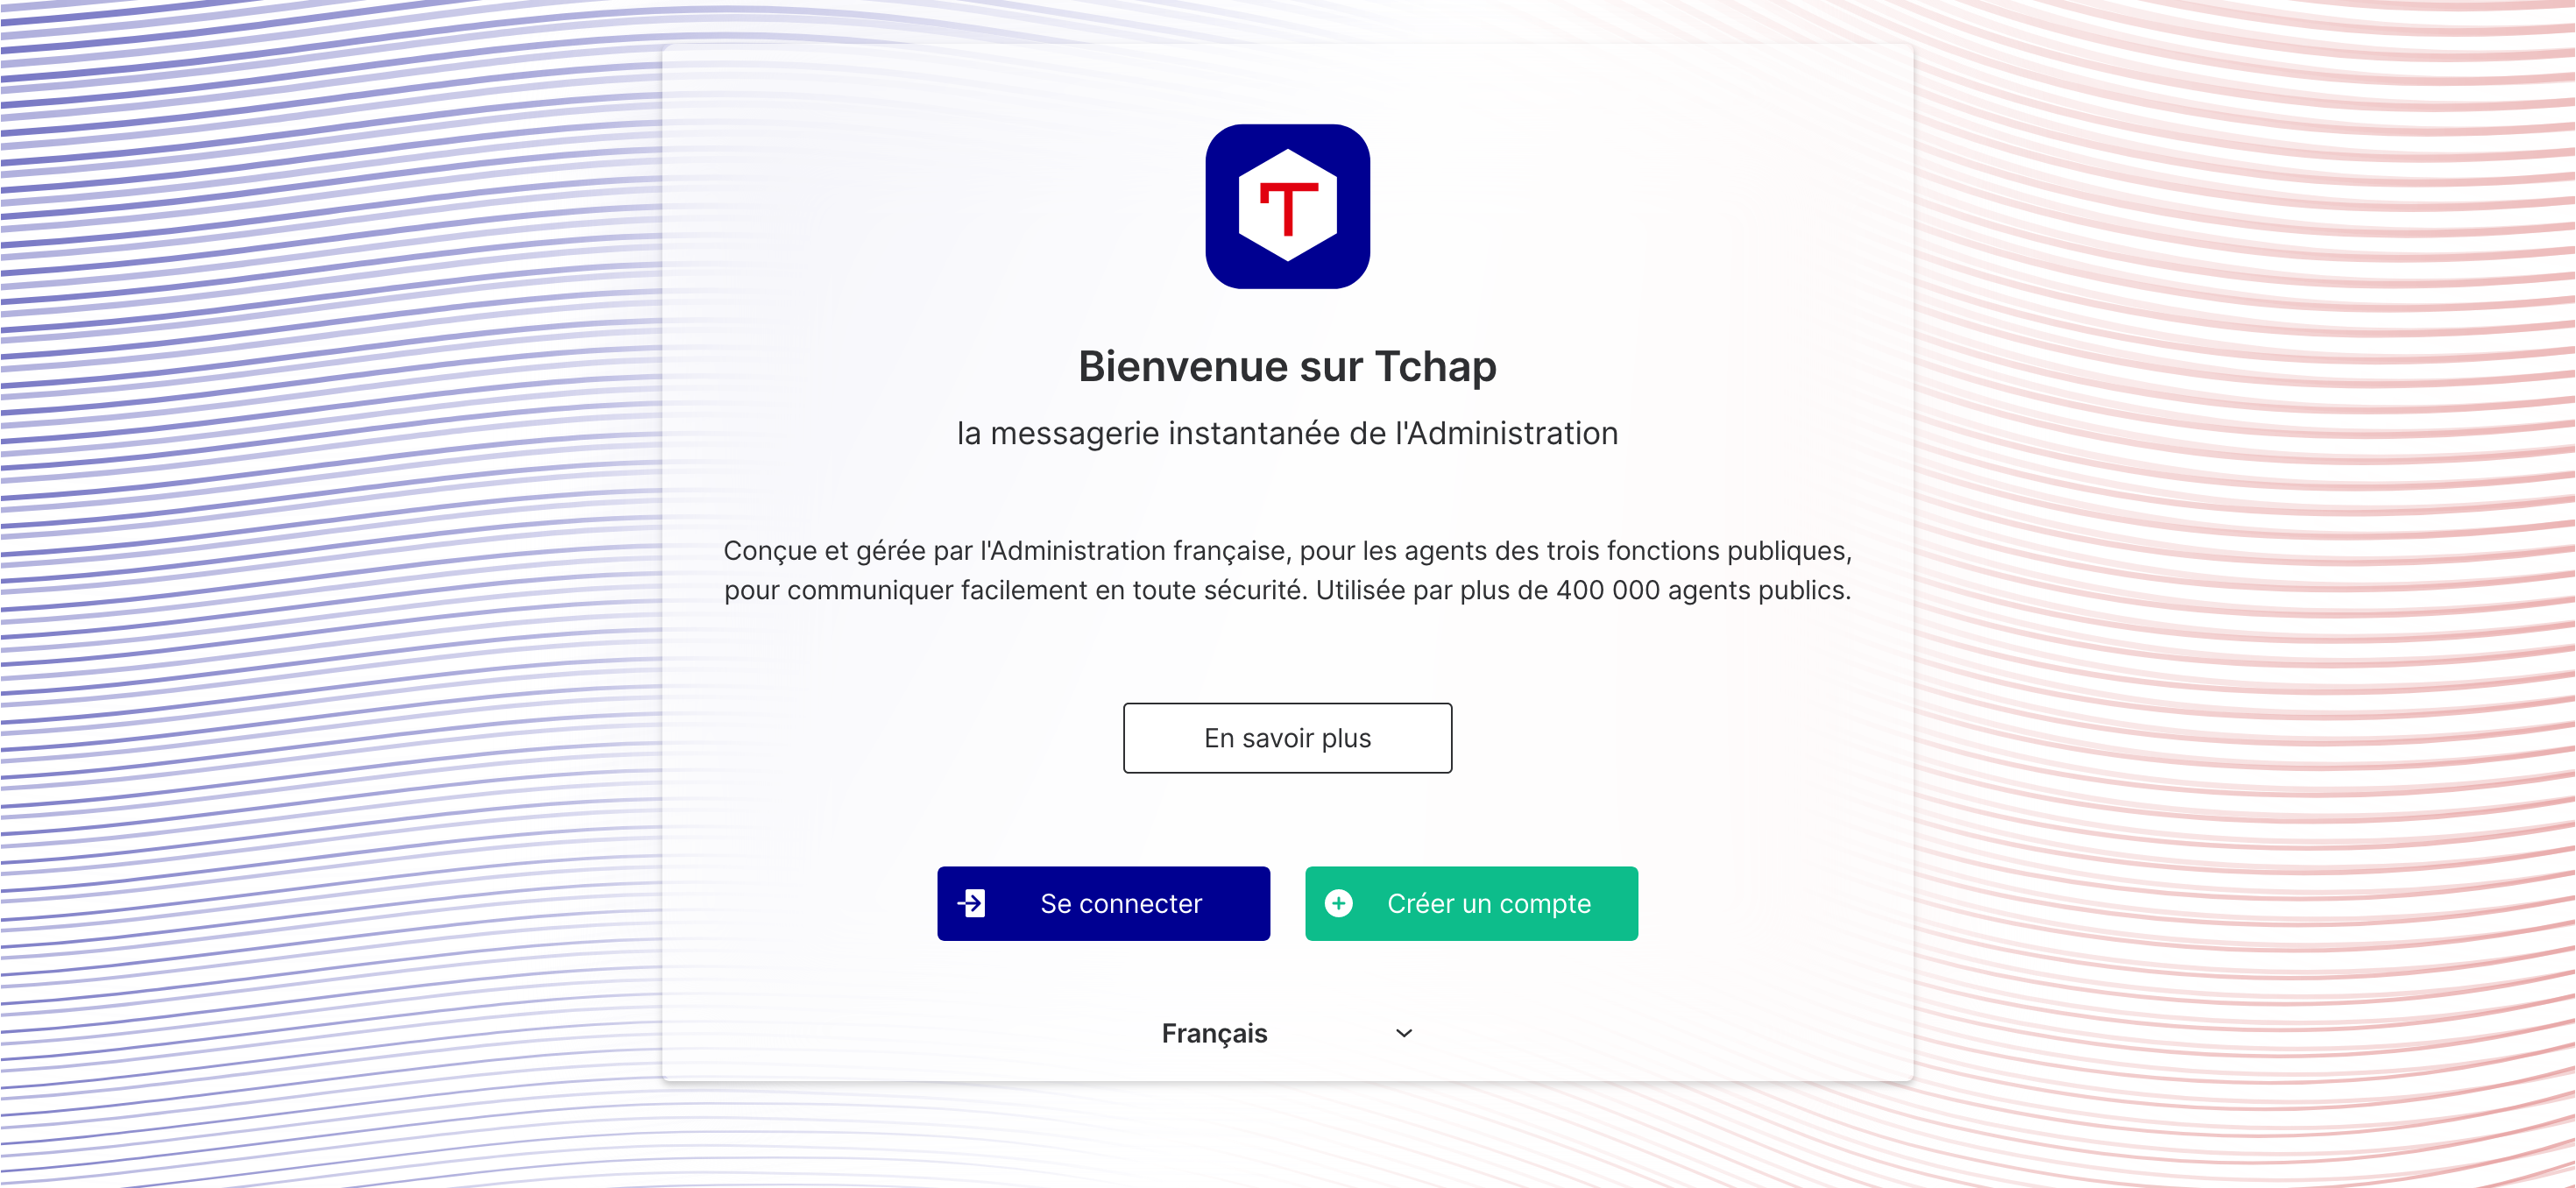 T
Bienvenue sur Tchap
la messagerie instantanée de l'Administration
Conçue et gérée par l'Administration française, pour les agents des trois fonctions publiques,
pour communiquer facilement en toute sécurité. Utilisée par plus de 400 000 agents publics.
En savoir plus
Se connecter
Créer un compte
Français